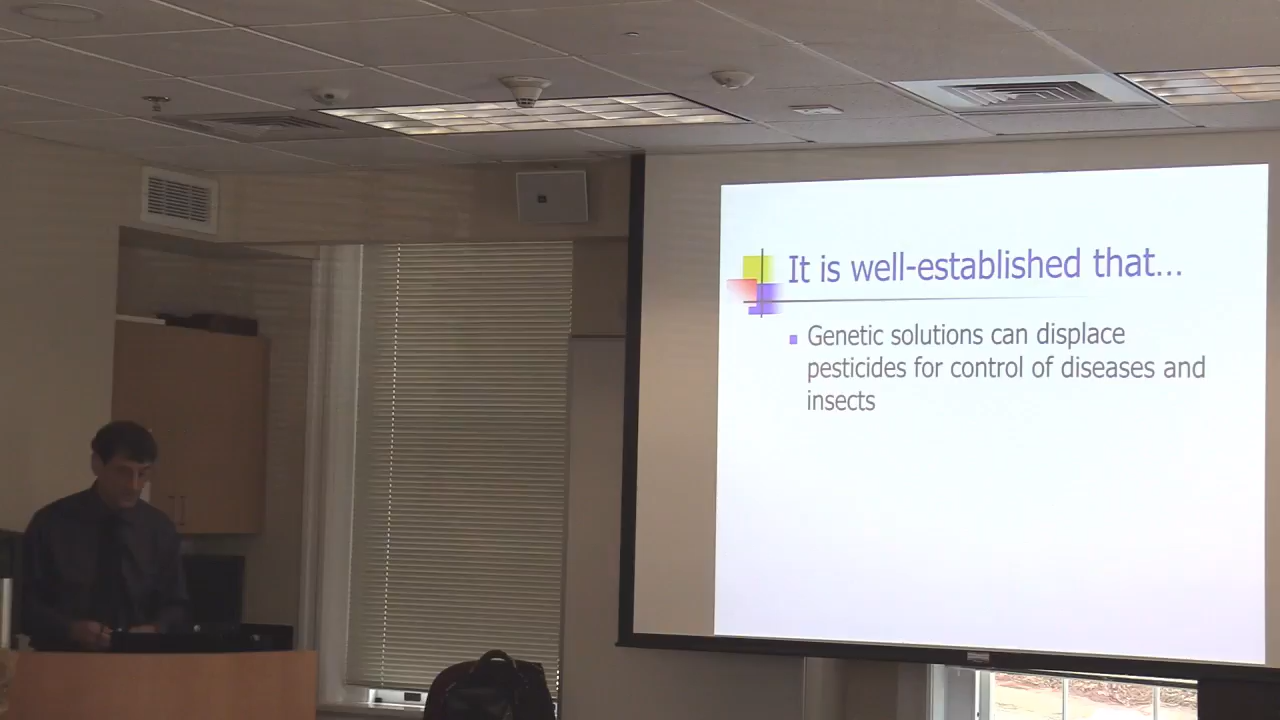 It is well-established that...
Genetic solutions can displace
pesticides for control of diseases and
insects